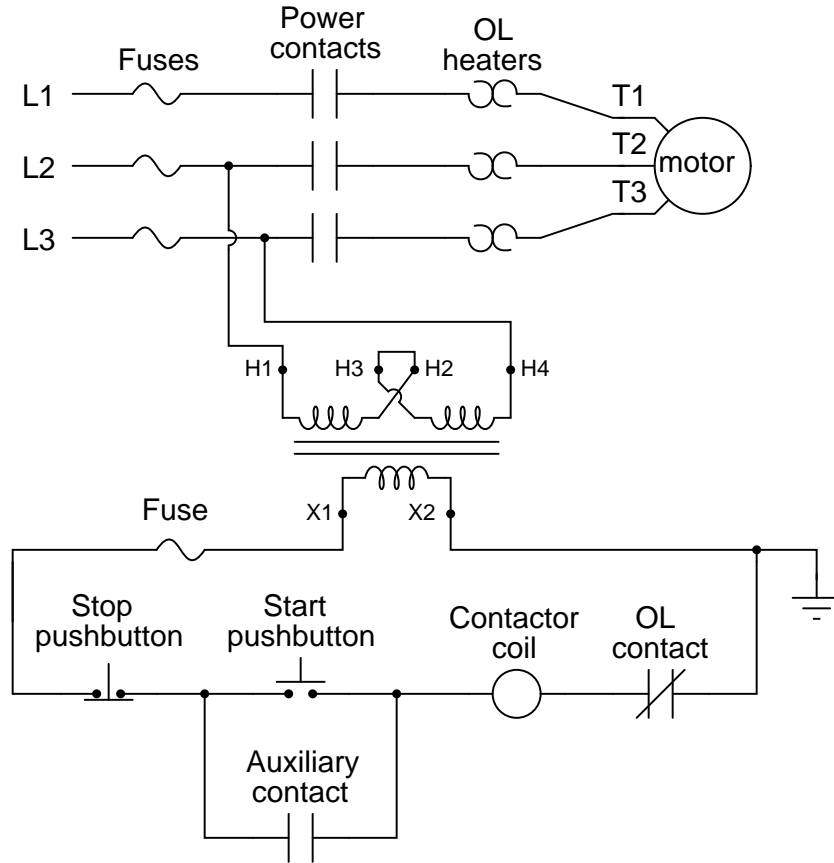 Power
contacts
OL
heaters
Fuses
L1
T1
L2
T2
motor
L3
T3
H1
H3
H2
H4
X1
X2
Fuse
Stop
pushbutton
Start
pushbutton
Contactor
coil
OL
contact
Auxiliary
contact